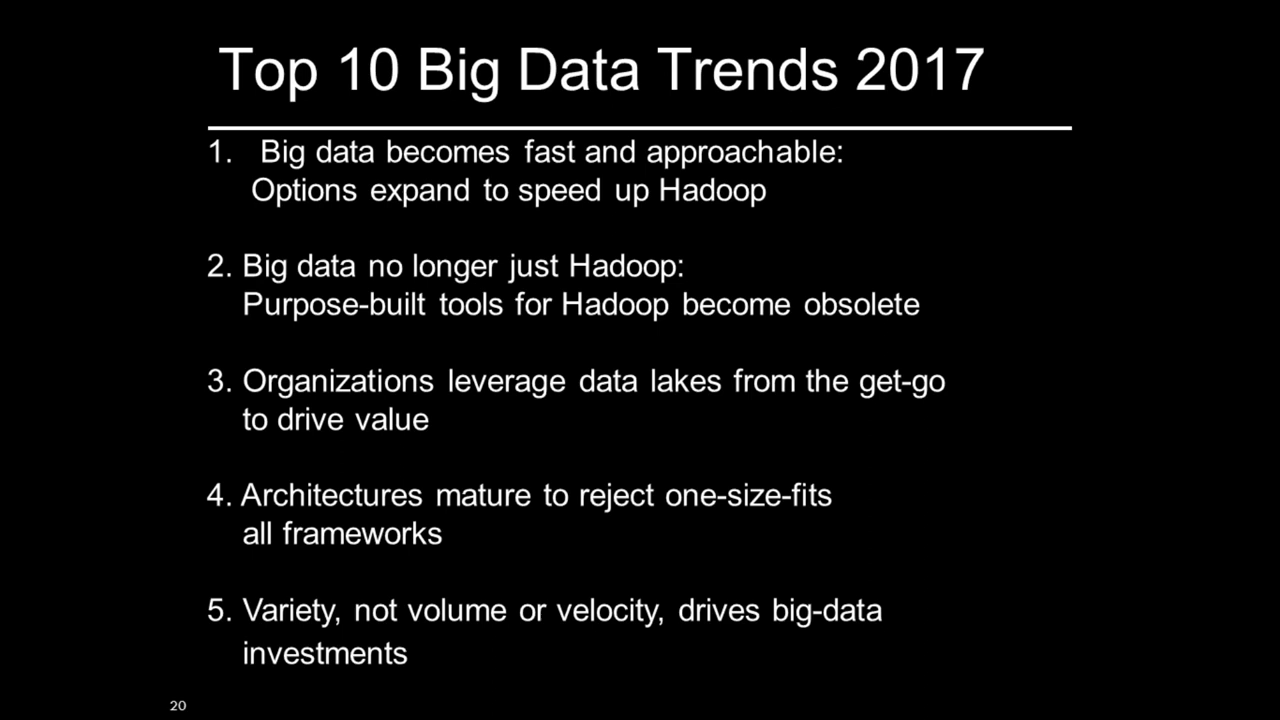 Top 10 Big Data Trends 2017
1. Big data becomes fast and approachable:
Options expand to speed up Hadoop
2. Big data no longer just Hadoop:
Purpose-built tools for Hadoop become obsolete
3. Organizations leverage data lakes from the get-go
to drive value
4. Architectures mature to reject one-size-fits
all frameworks
5. Variety, not volume or velocity, drives big-data
investments
20